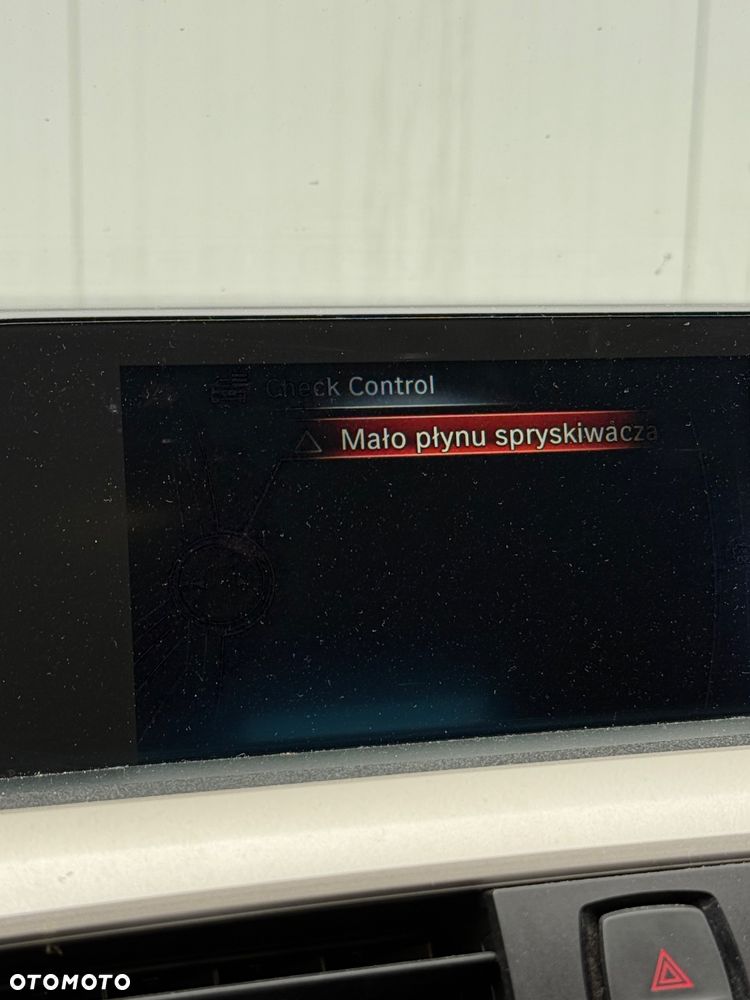 Check Control
Mało płynu spryskiwacza
OTOMOTO